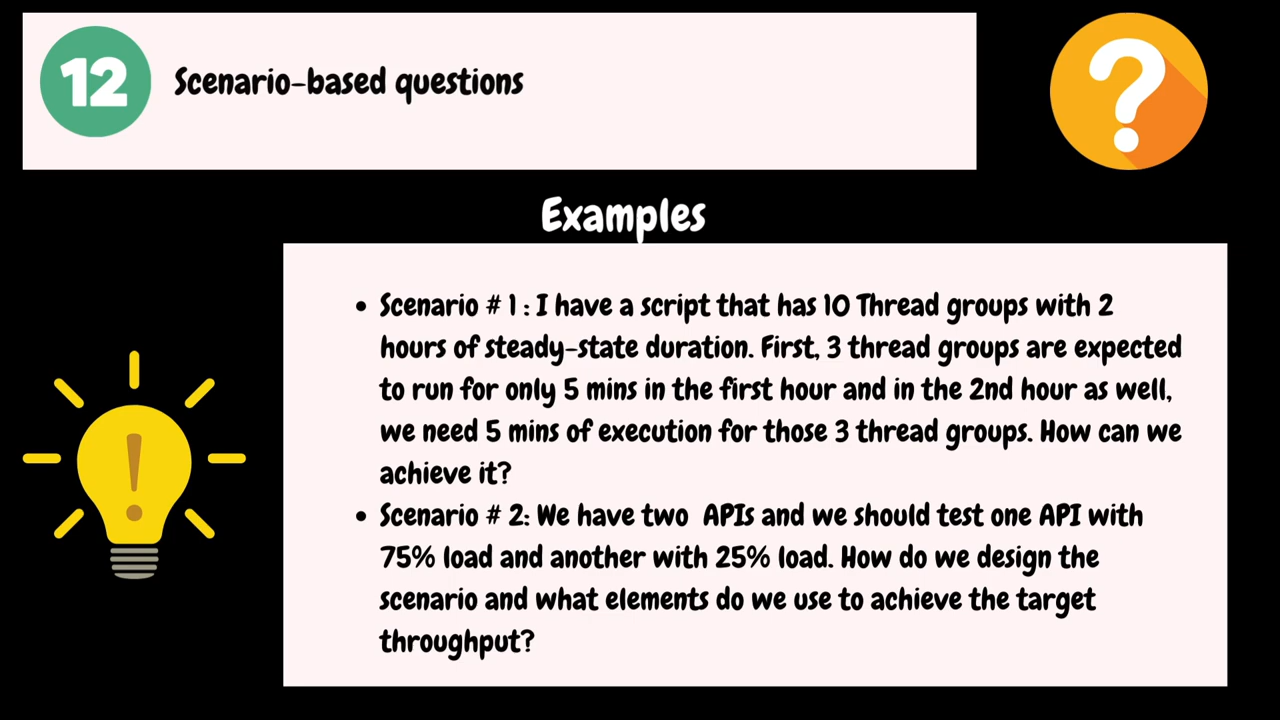 12
Scenario-based questions
?
Examples
• Scenario # 1 : I have a script that has 10 Thread groups with 2
hours of steady-state duration. First, 3 thread groups are expected
to run for only 5 mins in the first hour and in the 2nd hour as well,
we need 5 mins of execution for those 3 thread groups. How can we
achieve it?
• Scenario # 2: We have two APIs and we should test one API with
75% load and another with 25% load. How do we design the
scenario and what elements do we use to achieve the target
throughput?
!